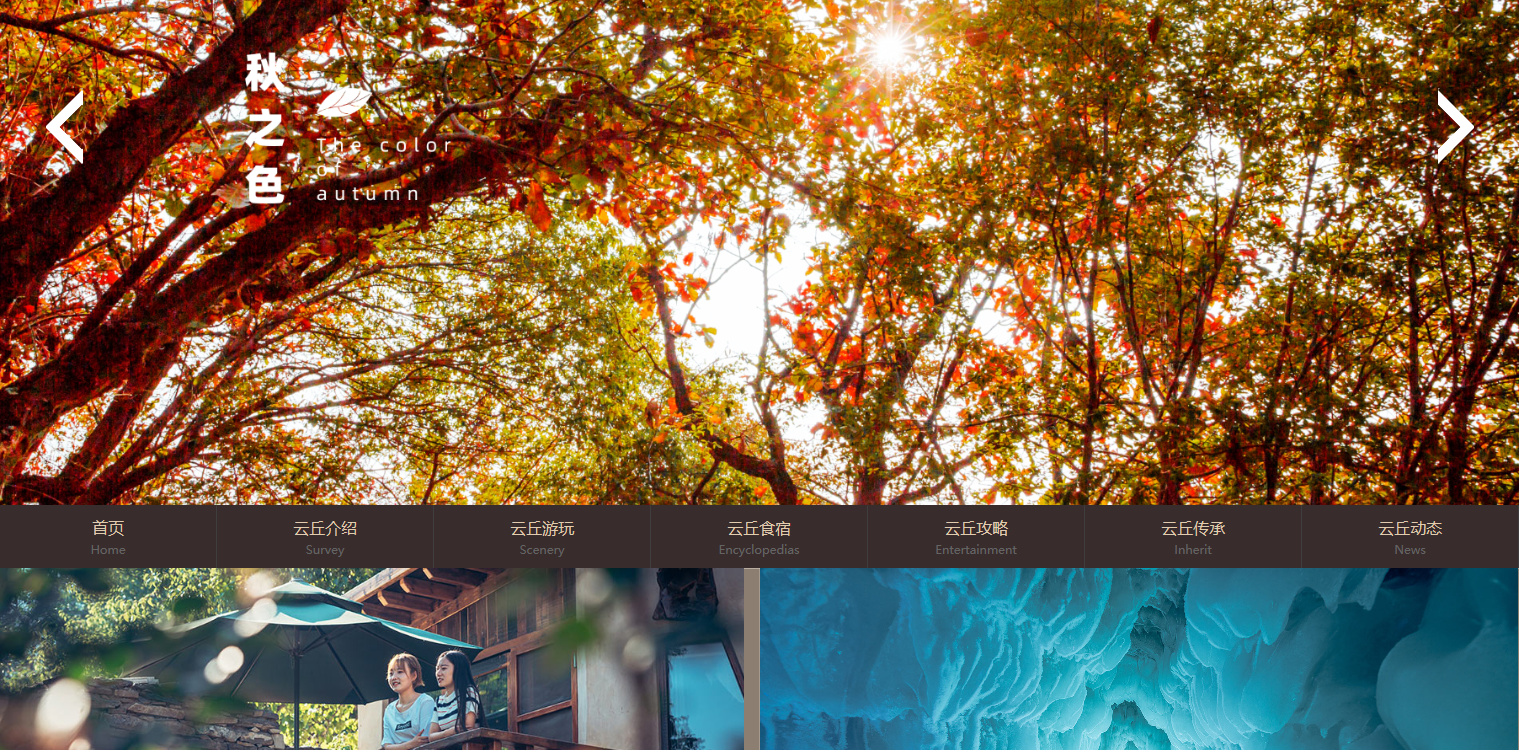 秋之色
The color
of
autumn
首页
Home
云丘介绍
Survey
云丘游玩
Scenery
云丘食宿
Encyclopedias
云丘攻略
Entertainment
云丘传承
Inherit
云丘动态
News